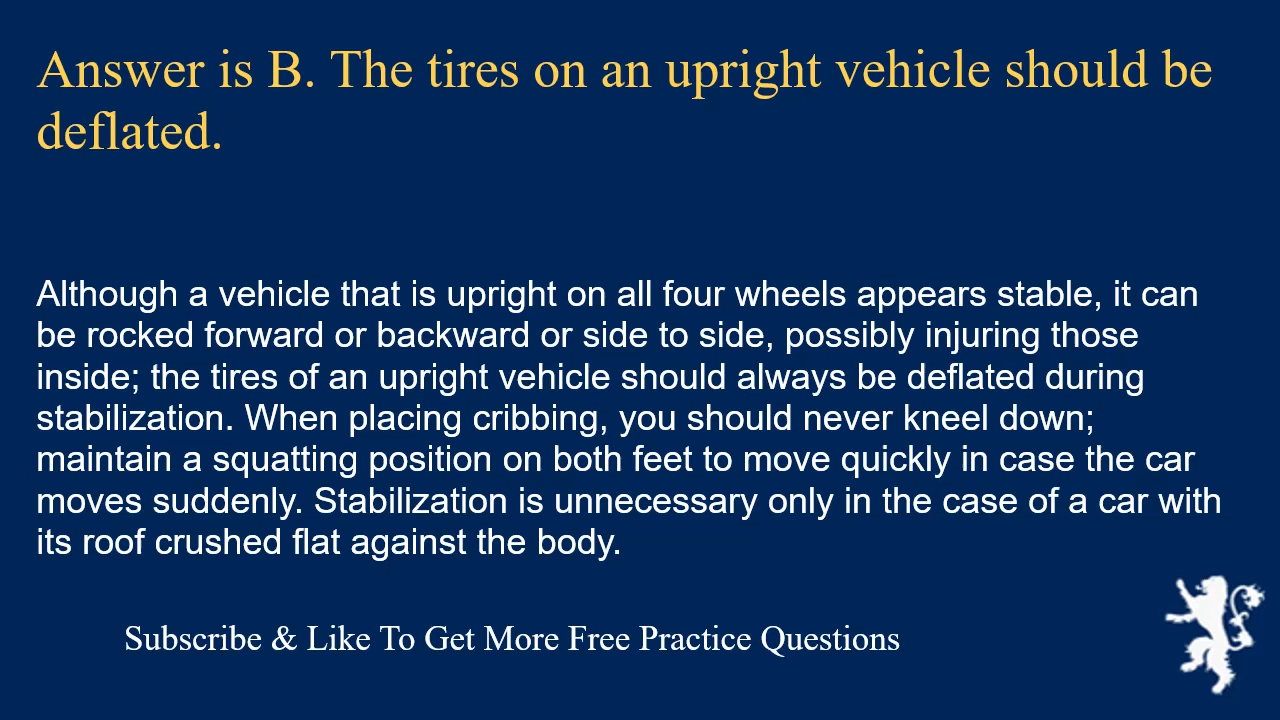 Answer is B. The tires on an upright vehicle should be
deflated.
Although a vehicle that is upright on all four wheels appears stable, it can
be rocked forward or backward or side to side, possibly injuring those
inside; the tires of an upright vehicle should always be deflated during
stabilization. When placing cribbing, you should never kneel down;
maintain a squatting position on both feet to move quickly in case the car
moves suddenly. Stabilization is unnecessary only in the case of a car with
its roof crushed flat against the body.
Subscribe & Like To Get More Free Practice Questions